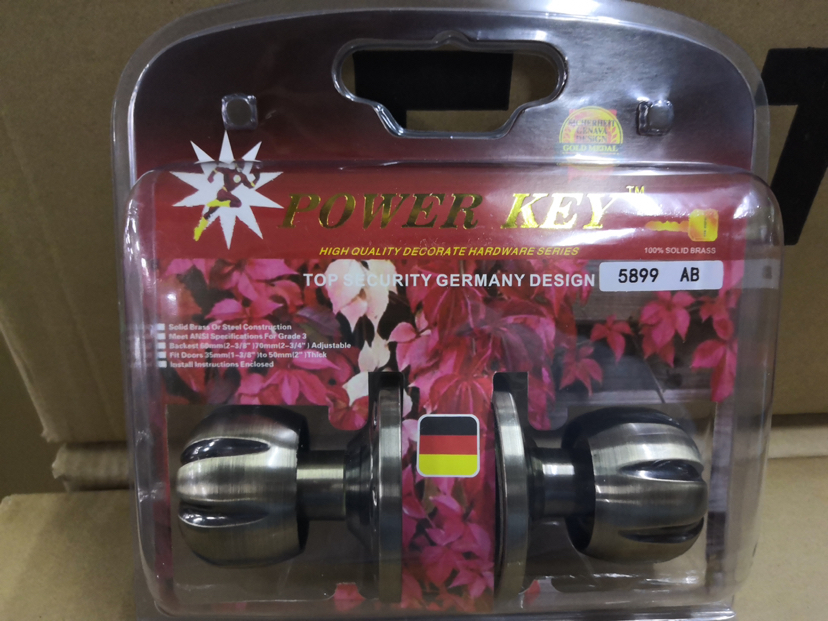 GOLD MEDAL
POWER KEY™
HIGH QUALITY DECORATE HARDWARE SERIES
100% SOLID BRASS
TOP SECURITY GERMANY DESIGN
5899 AB
Solid Brass Or Steel Construction
Meet ANSI Specifications For Grade 3
Backset 60mm(2-3/8")70mm(2-3/4") Adjustable
Fit Doors 35mm(1-3/8")to 50mm(2")Thick
Install Instructions Enclosed